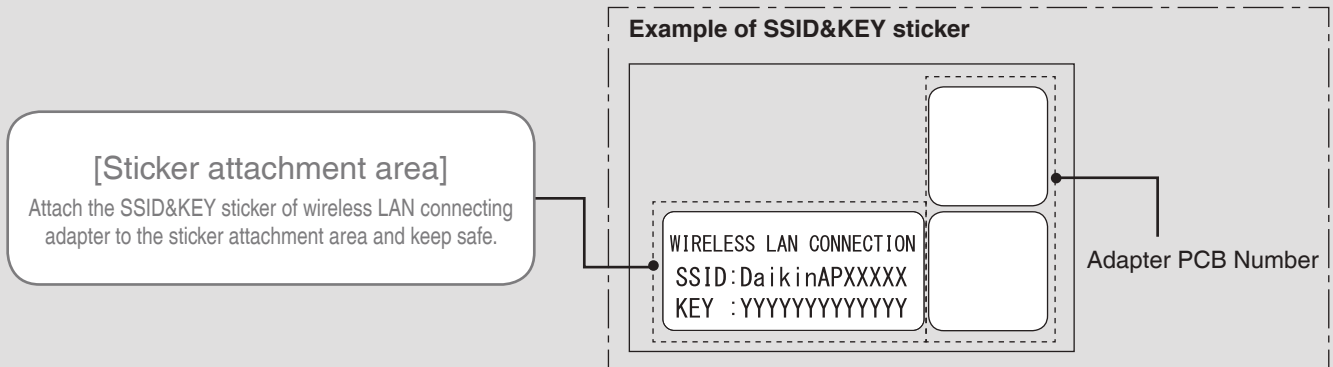 Example of SSID&KEY sticker
[Sticker attachment area]
Attach the SSID&KEY sticker of wireless LAN connecting
adapter to the sticker attachment area and keep safe.
WIRELESS LAN CONNECTION
SSID:DaikinAPXXXXX
KEY :YYYYYYYYYYYYY
Adapter PCB Number